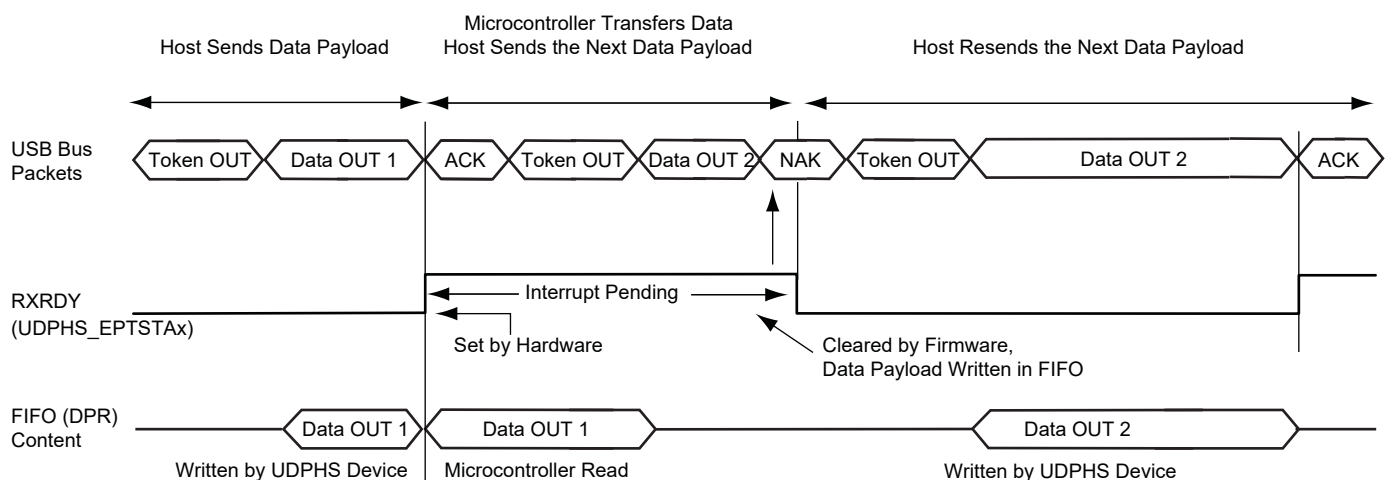 Microcontroller Transfers Data
Host Sends Data Payload
Host Sends the Next Data Payload
Host Resends the Next Data Payload
USB Bus
Packets
Token OUT
Data OUT 1
ACK
Token OUT
Data OUT 2
NAK
Token OUT
Data OUT 2
ACK
RXRDY
(UDPHS_EPTSTAx)
Interrupt Pending
Set by Hardware
Cleared by Firmware,
Data Payload Written in FIFO
FIFO (DPR)
Content
Data OUT 1
Data OUT 1
Data OUT 2
Written by UDPHS Device
Microcontroller Read
Written by UDPHS Device